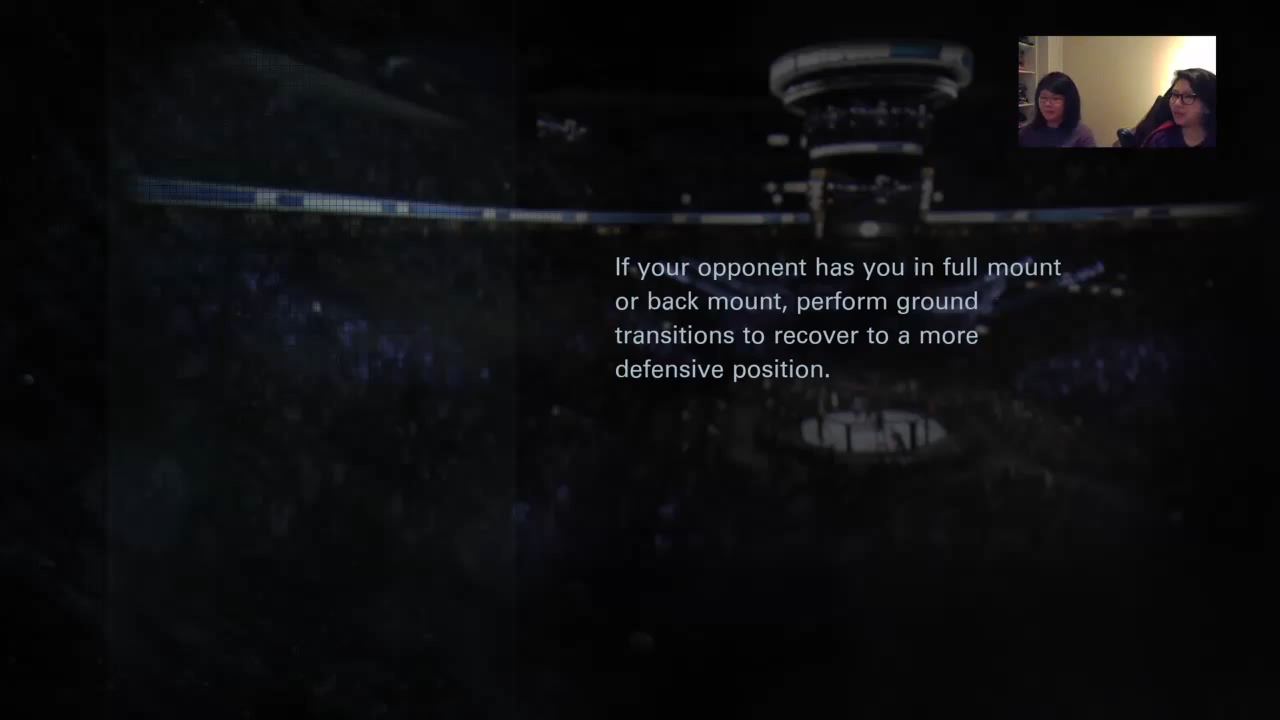 If your opponent has you in full mount
or back mount, perform ground
transitions to recover to a more
defensive position.